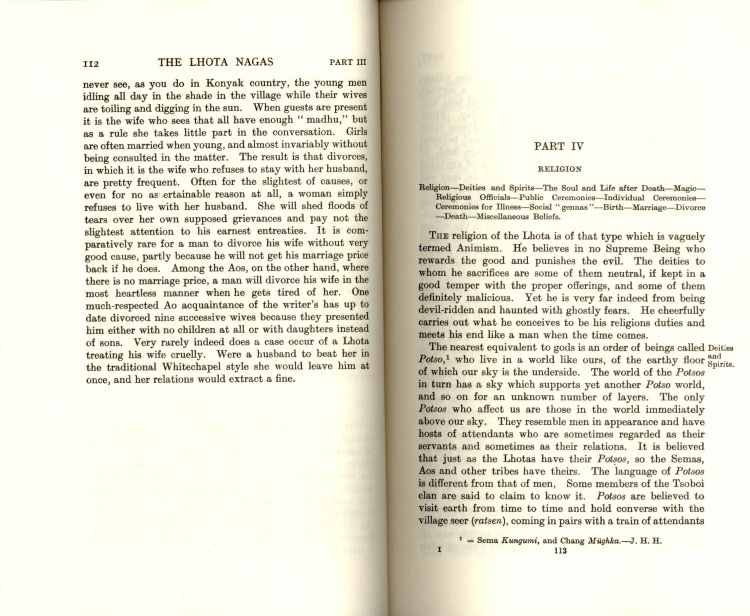 112 THE LHOTA NAGAS PART III
never see, as you do in Konyak country, the young men
idling all day in the shade in the village while their wives
are toiling and digging in the sun. When guests are present
it is the wife who sees that all have enough " madhu," but
as a rule she takes little part in the conversation. Girls
are often married when young, and almost invariably without
being consulted in the matter. The result is that divorces,
in which it is the wife who refuses to stay with her husband,
are pretty frequent. Often for the slightest of causes, or
even for no as ertainable reason at all, a woman simply
refuses to live with her husband. She will shed floods of
tears over her own supposed grievances and pay not the
slightest attention to his earnest entreaties. It is com-
paratively rare for a man to divorce his wife without very
good cause, partly because he will not get his marriage price
back if he does. Among the Aos, on the other hand, where
there is no marriage price, a man will divorce his wife in the
most heartless manner when he gets tired of her. One
much-respected Ao acquaintance of the writer's has up to
date divorced nine successive wives because they presented
him either with no children at all or with daughters instead
of sons. Very rarely indeed does a case occur of a Lhota
treating his wife cruelly. Were a husband to beat her in
the traditional Whitechapel style she would leave him at
once, and her relations would extract a fine.
PART IV
RELIGION
Religion—Deities and Spirits—The Soul and Life after Death—Magic—
Religious Officials—Public Ceremonies—Individual Ceremonies—
Ceremonies for Illness—Social "gennas"—Birth—Marriage—Divorce
—Death—Miscellaneous Beliefs.
THE religion of the Lhota is of that type which is vaguely
termed Animism. He believes in no Supreme Being who
rewards the good and punishes the evil. The deities to
whom he sacrifices are some of them neutral, if kept in a
good temper with the proper offerings, and some of them
definitely malicious. Yet he is very far indeed from being
devil-ridden and haunted with ghostly fears. He cheerfully
carries out what he conceives to be his religious duties and
meets his end like a man when the time comes.
The nearest equivalent to gods is an order of beings called
Potso,¹ who live in a world like ours, of the earthy floor
of which our sky is the underside. The world of the Potsos
in turn has a sky which supports yet another Potso world,
and so on for an unknown number of layers. The only
Potsos who affect us are those in the world immediately
above our sky. They resemble men in appearance and have
hosts of attendants who are sometimes regarded as their
servants and sometimes as their relations. It is believed
that just as the Lhotas have their Potsos, so the Semas,
Aos and other tribes have theirs. The language of Potsos
is different from that of men, Some members of the Tsoboi
clan are said to claim to know it. Potsos are believed to
visit earth from time to time and hold converse with the
village seer (ratsen), coming in pairs with a train of attendants
Deities
and
Spirits.
¹ = Sema Kungumi, and Chang Müghka.—J. H. H.
I 113